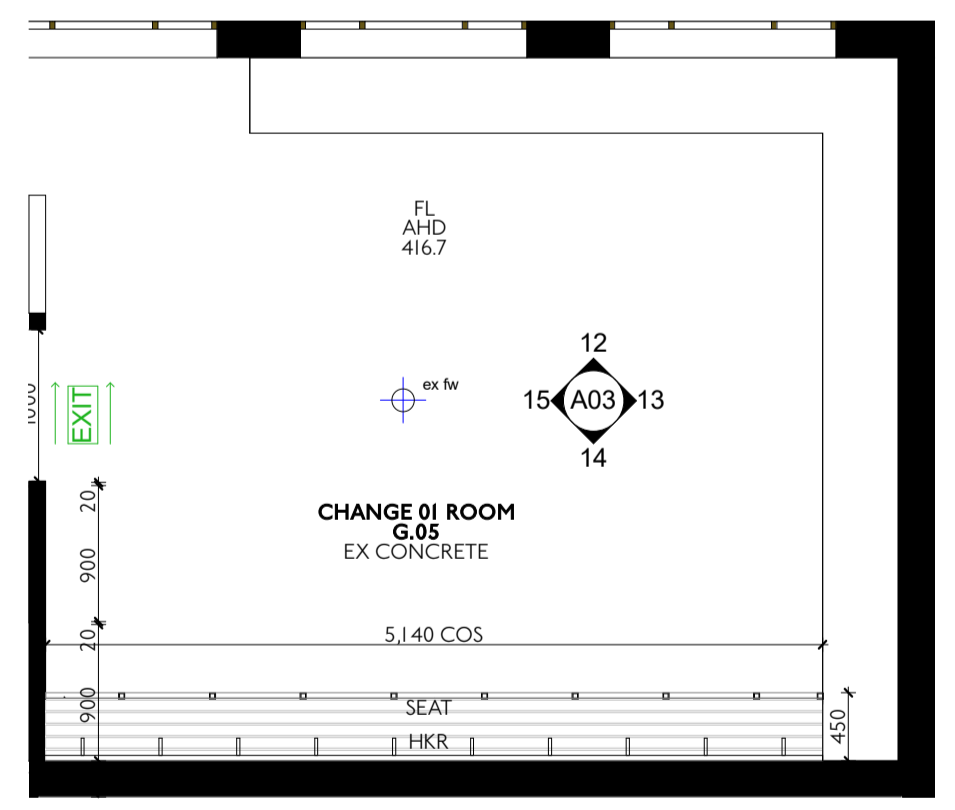 FL
AHD
416.7
12
15 A03 13
14
ex fw
EXIT
20
CHANGE 01 ROOM
G.05
EX CONCRETE
900
5,140 COS
20
900
SEAT
450
HKR